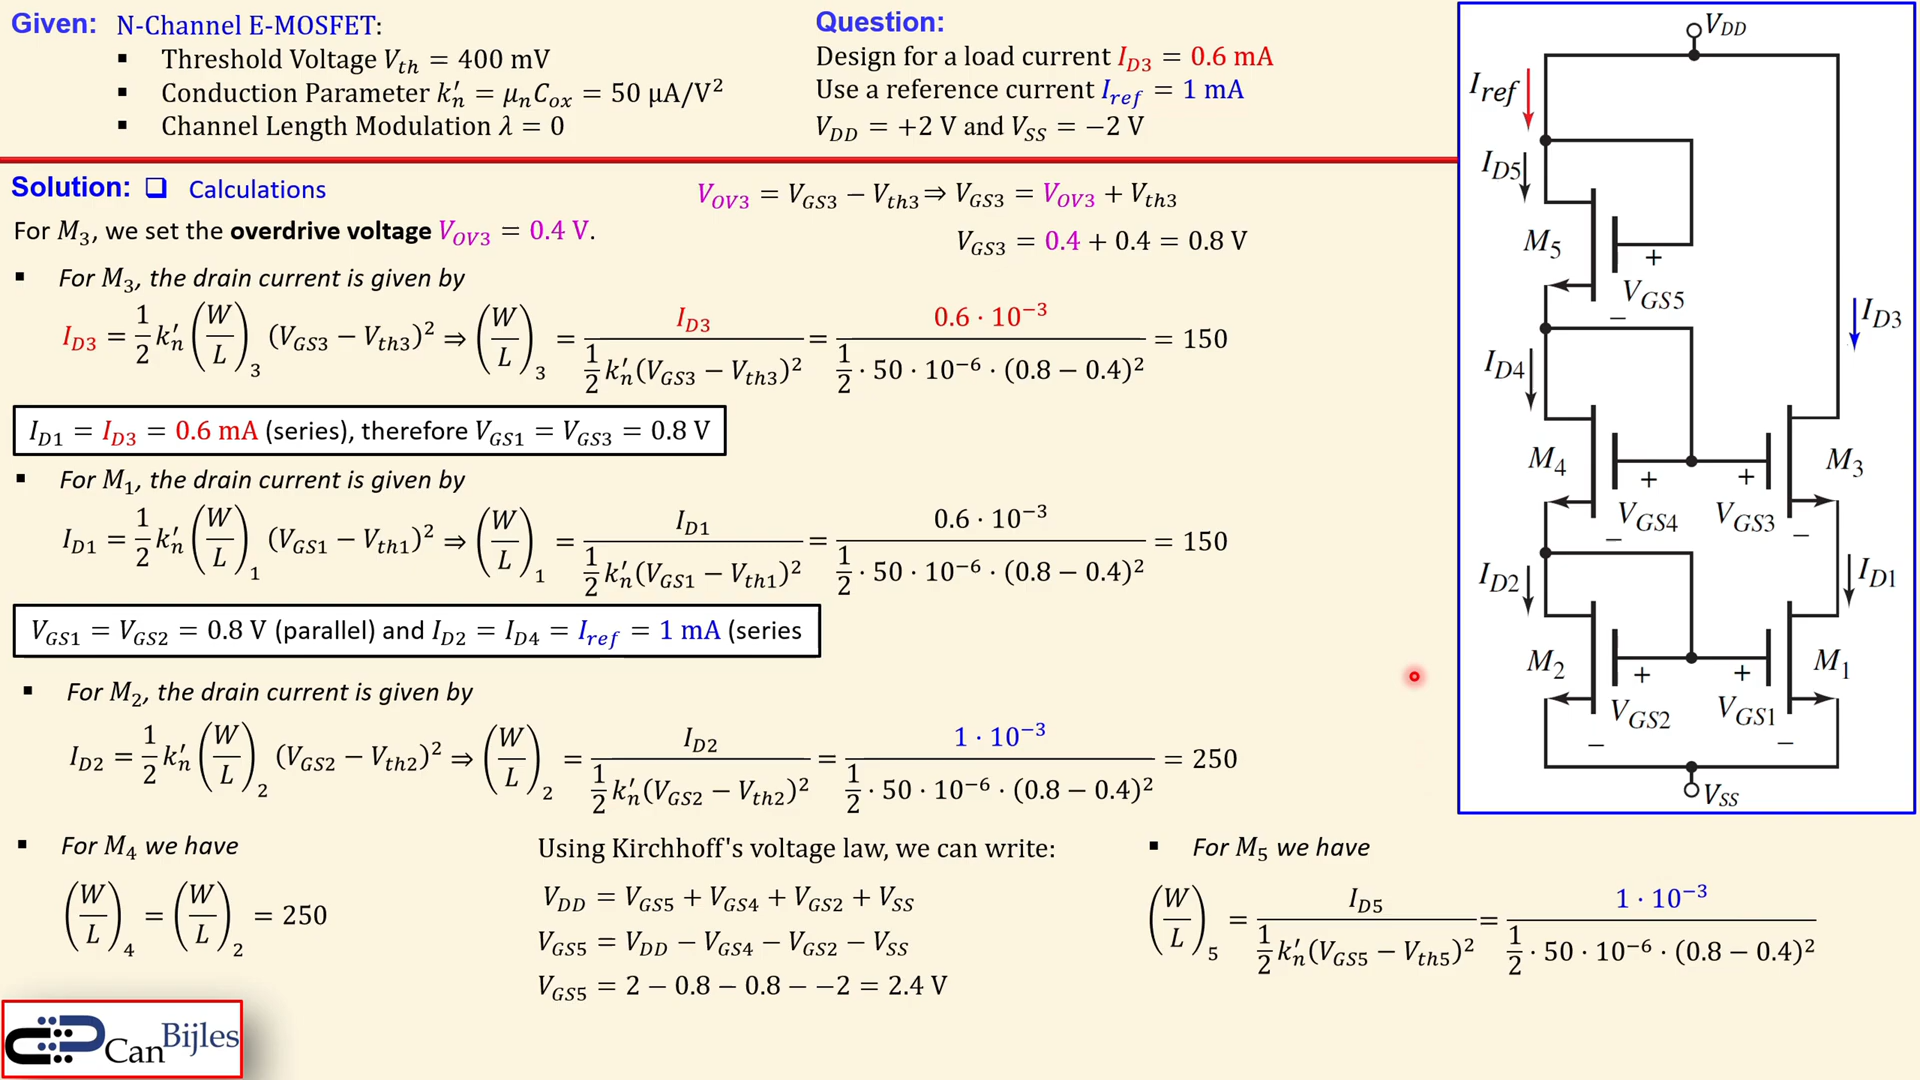 Given: N-Channel E-MOSFET:
▪ Threshold Voltage V_th = 400 mV
▪ Conduction Parameter k′_n = μ_n C_ox = 50 μA/V²
▪ Channel Length Modulation λ = 0
Question:
Design for a load current I_D3 = 0.6 mA
Use a reference current I_ref = 1 mA
V_DD = +2 V and V_SS = −2 V
Solution: ❑ Calculations
For M_3, we set the overdrive voltage V_OV3 = 0.4 V.
V_OV3 = V_GS3 − V_th3 ⇒ V_GS3 = V_OV3 + V_th3
V_GS3 = 0.4 + 0.4 = 0.8 V
▪ For M_3, the drain current is given by
I_D3 = 1/2 k′_n (W/L)_3 (V_GS3 − V_th3)² ⇒ (W/L)_3 = I_D3 / (1/2 k′_n (V_GS3 − V_th3)²) = 0.6 · 10⁻³ / (1/2 · 50 · 10⁻⁶ · (0.8 − 0.4)²) = 150
I_D1 = I_D3 = 0.6 mA (series), therefore V_GS1 = V_GS3 = 0.8 V
▪ For M_1, the drain current is given by
I_D1 = 1/2 k′_n (W/L)_1 (V_GS1 − V_th1)² ⇒ (W/L)_1 = I_D1 / (1/2 k′_n (V_GS1 − V_th1)²) = 0.6 · 10⁻³ / (1/2 · 50 · 10⁻⁶ · (0.8 − 0.4)²) = 150
V_GS1 = V_GS2 = 0.8 V (parallel) and I_D2 = I_D4 = I_ref = 1 mA (series
▪ For M_2, the drain current is given by
I_D2 = 1/2 k′_n (W/L)_2 (V_GS2 − V_th2)² ⇒ (W/L)_2 = I_D2 / (1/2 k′_n (V_GS2 − V_th2)²) = 1 · 10⁻³ / (1/2 · 50 · 10⁻⁶ · (0.8 − 0.4)²) = 250
▪ For M_4 we have
(W/L)_4 = (W/L)_2 = 250
Using Kirchhoff's voltage law, we can write:
V_DD = V_GS5 + V_GS4 + V_GS2 + V_SS
V_GS5 = V_DD − V_GS4 − V_GS2 − V_SS
V_GS5 = 2 − 0.8 − 0.8 − −2 = 2.4 V
▪ For M_5 we have
(W/L)_5 = I_D5 / (1/2 k′_n (V_GS5 − V_th5)²) = 1 · 10⁻³ / (1/2 · 50 · 10⁻⁶ · (0.8 − 0.4)²)
V_DD
I_ref
I_D5
M_5
+
V_GS5
−
I_D3
I_D4
M_4
+
V_GS4
−
+
V_GS3
−
M_3
I_D2
I_D1
M_2
+
V_GS2
−
+
V_GS1
−
M_1
V_SS
CanBijles